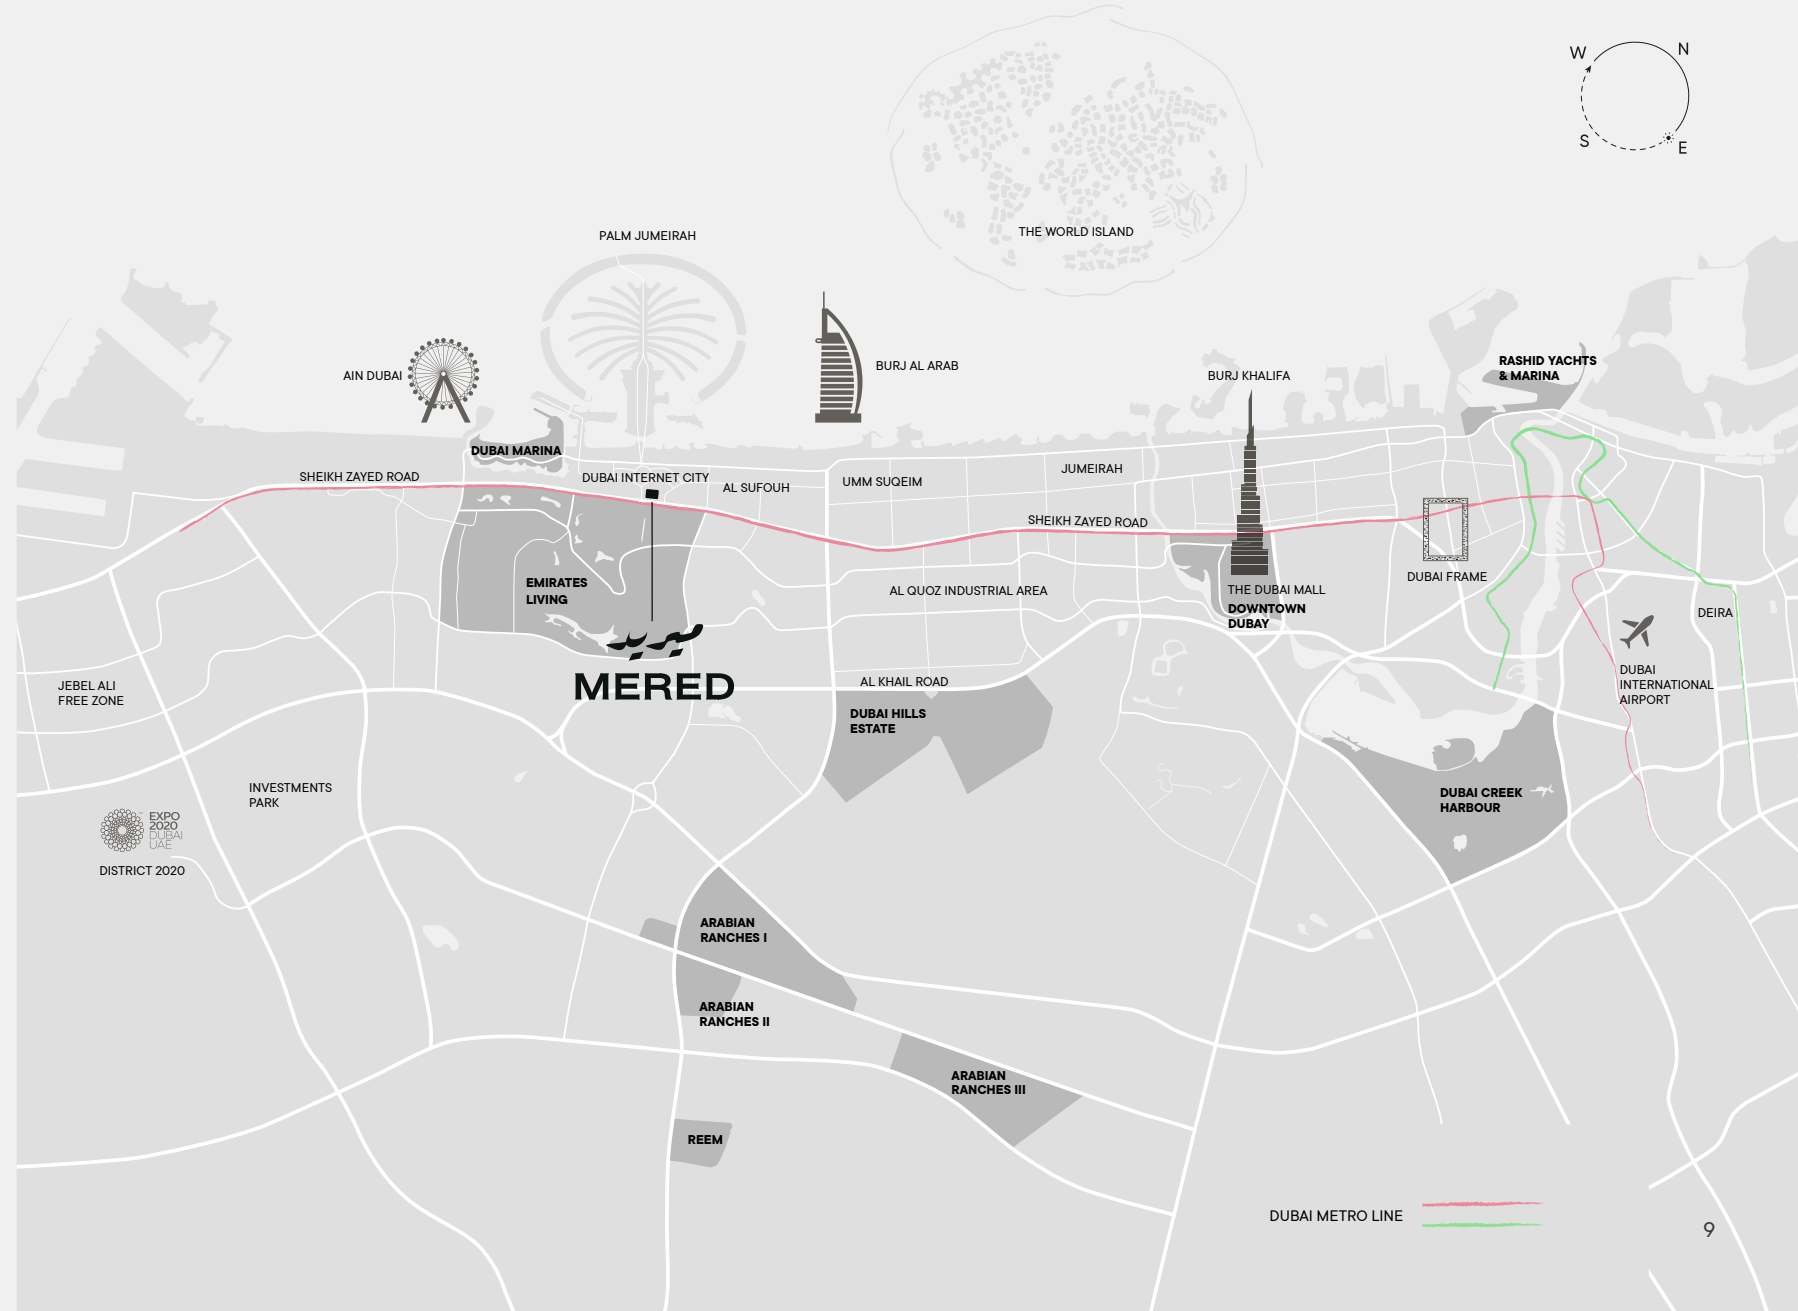 W
N
S
E
THE WORLD ISLAND
PALM JUMEIRAH
AIN DUBAI
BURJ AL ARAB
BURJ KHALIFA
RASHID YACHTS
& MARINA
DUBAI MARINA
SHEIKH ZAYED ROAD
DUBAI INTERNET CITY
AL SUFOUH
UMM SUQEIM
JUMEIRAH
SHEIKH ZAYED ROAD
EMIRATES
LIVING
AL QUOZ INDUSTRIAL AREA
THE DUBAI MALL
DOWNTOWN
DUBAY
DUBAI FRAME
DEIRA
DUBAI
INTERNATIONAL
AIRPORT
ميريد
MERED
JEBEL ALI
FREE ZONE
AL KHAIL ROAD
DUBAI HILLS
ESTATE
INVESTMENTS
PARK
EXPO
2020
DUBAI
UAE
DISTRICT 2020
DUBAI CREEK
HARBOUR
ARABIAN
RANCHES I
ARABIAN
RANCHES II
ARABIAN
RANCHES III
REEM
DUBAI METRO LINE
9